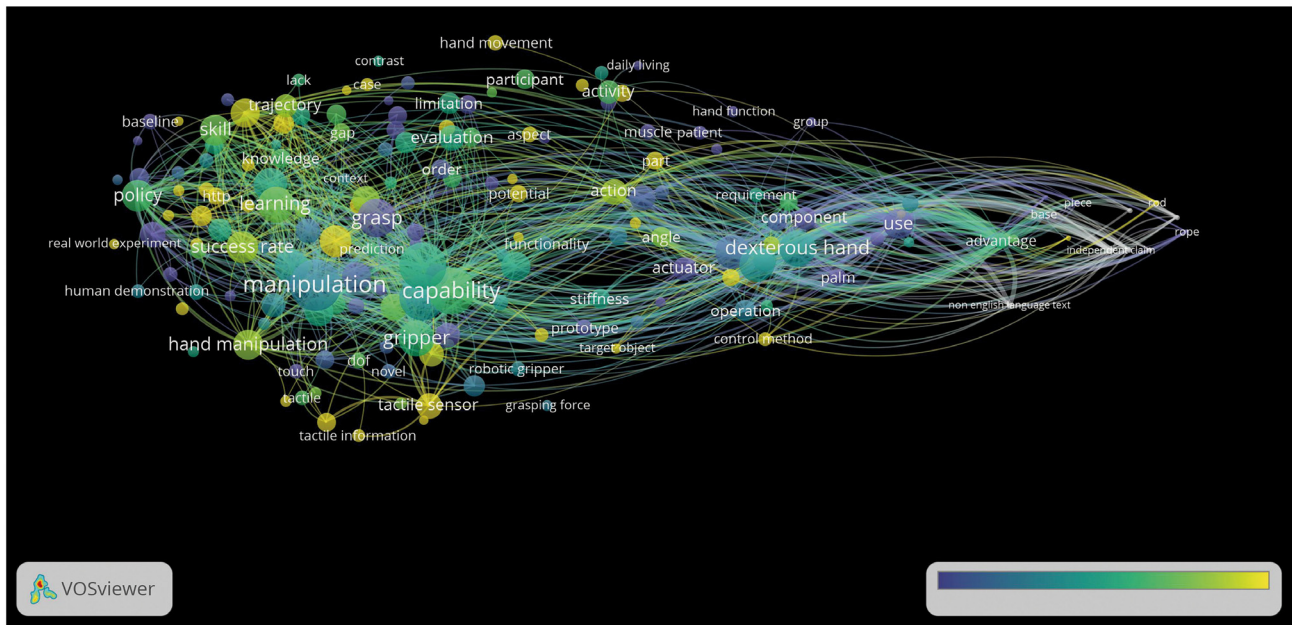 hand movement
contrast
daily living
lack
case
participant
activity
trajectory
limitation
hand function
baseline
skill
gap
evaluation
aspect
muscle patient
group
knowledge
part
order
context
policy
http
learning
potential
action
requirement
piece
rod
grasp
component
base
use
real world experiment
success rate
prediction
functionality
angle
dexterous hand
advantage
independent claim
rope
actuator
palm
human demonstration
manipulation
capability
stiffness
operation
non english language text
hand manipulation
gripper
prototype
target object
control method
dof
touch
novel
robotic gripper
tactile
tactile sensor
grasping force
tactile information
VOSviewer